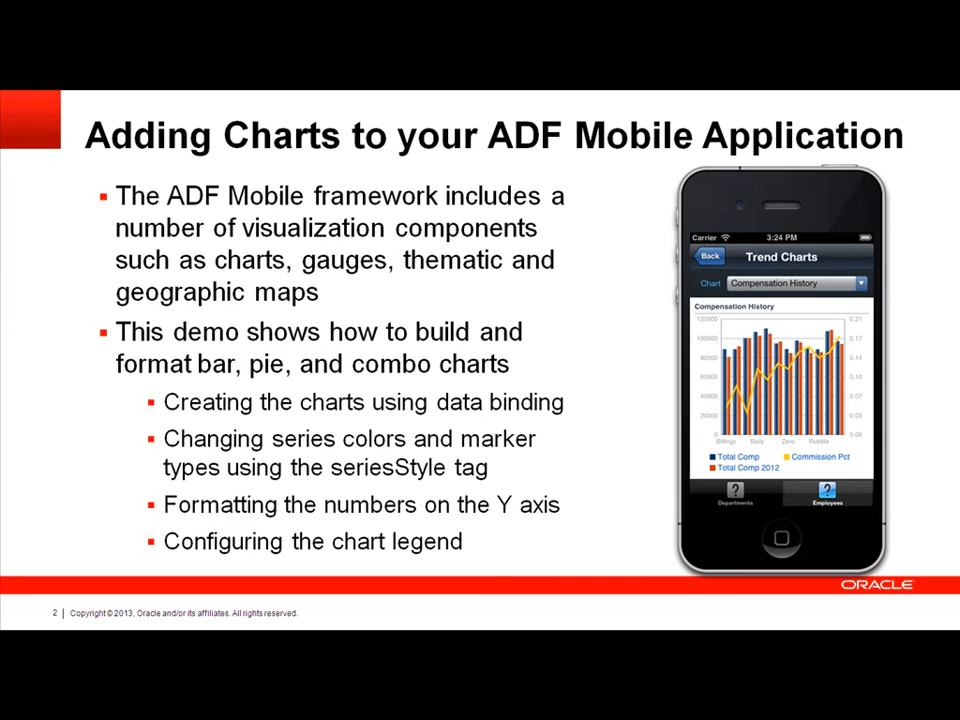 Adding Charts to your ADF Mobile Application
▪ The ADF Mobile framework includes a
number of visualization components
such as charts, gauges, thematic and
geographic maps
▪ This demo shows how to build and
format bar, pie, and combo charts
▪ Creating the charts using data binding
▪ Changing series colors and marker
types using the seriesStyle tag
▪ Formatting the numbers on the Y axis
▪ Configuring the chart legend
Carrier 3:24 PM
Back Trend Charts
Chart Compensation History
Compensation History
120000 0.21
100000 0.17
80000 0.14
60000 0.10
40000 0.07
20000 0.03
0 0.00
Billings Baily Zero Rubble
Total Comp Commission Pct
Total Comp 2012
? ?
Departments Employees
ORACLE
2 | Copyright © 2013, Oracle and/or its affiliates. All rights reserved.